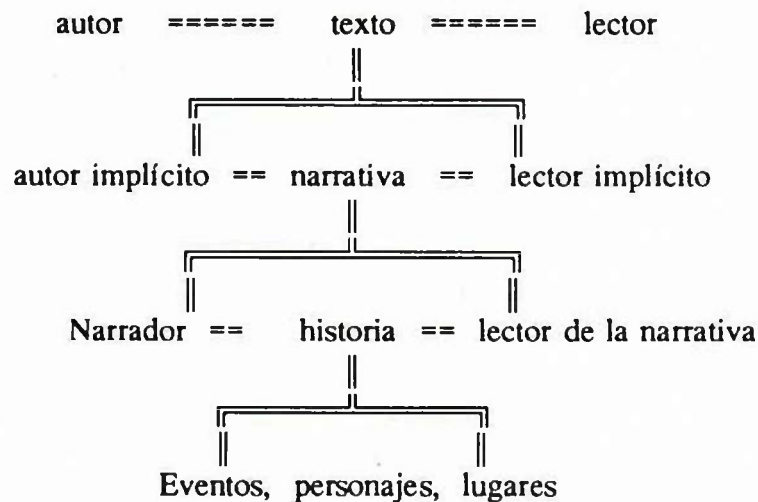 autor ====== texto ====== lector
autor implícito == narrativa == lector implícito
Narrador == historia == lector de la narrativa
Eventos, personajes, lugares